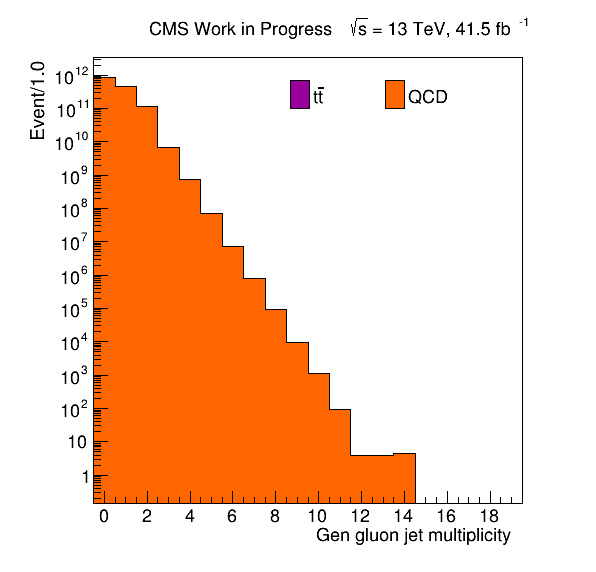 CMS Work in Progress √s = 13 TeV, 41.5 fb⁻¹
Event/1.0
tt̄ QCD
10¹²
10¹¹
10¹⁰
10⁹
10⁸
10⁷
10⁶
10⁵
10⁴
10³
10²
10
1
0 2 4 6 8 10 12 14 16 18
Gen gluon jet multiplicity